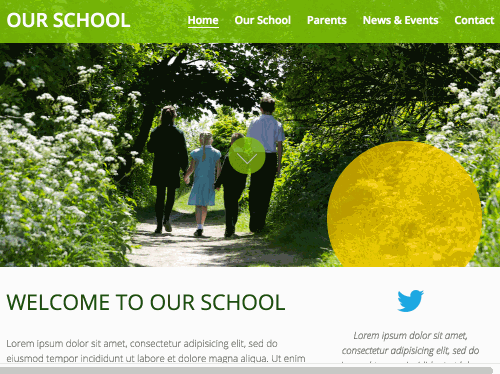 OUR SCHOOL
Home Our School Parents News & Events Contact
WELCOME TO OUR SCHOOL
Lorem ipsum dolor sit amet, consectetur adipisicing elit, sed do
eiusmod tempor incididunt ut labore et dolore magna aliqua. Ut enim
Lorem ipsum dolor sit amet,
consectetur adipisicing elit, sed do